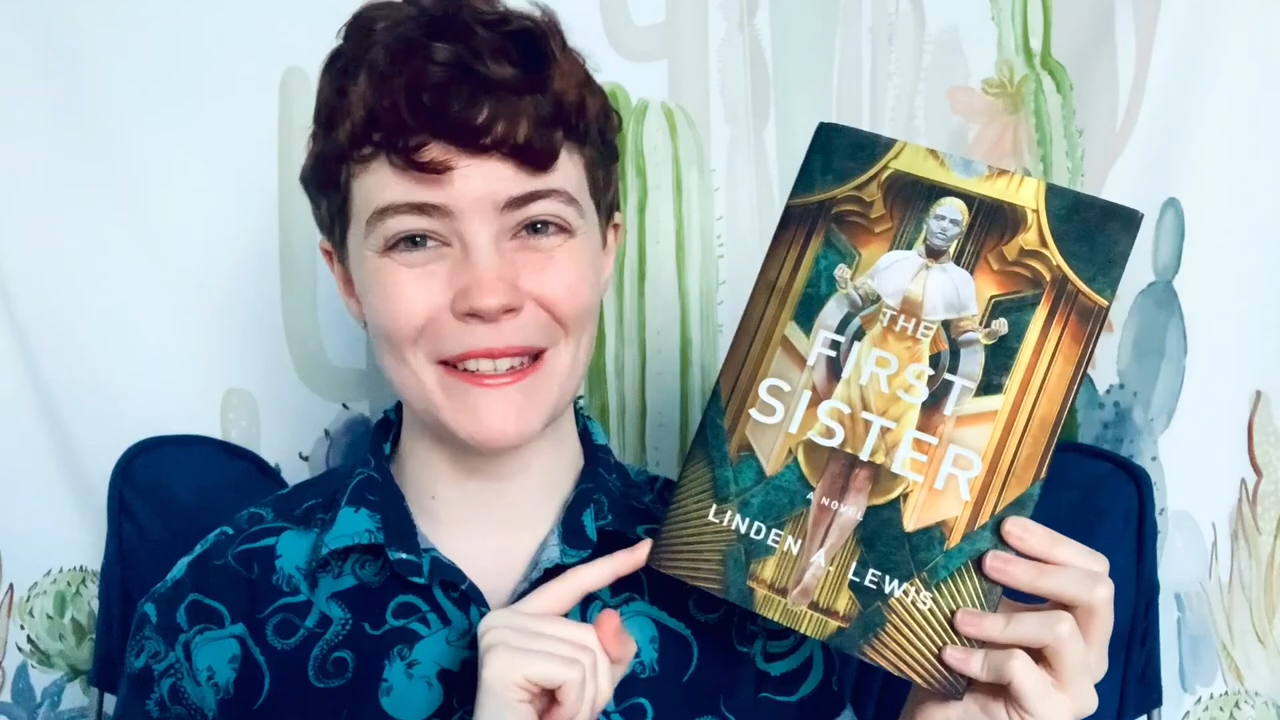 THE
FIRST
SISTER
A NOVEL
LINDEN A. LEWIS